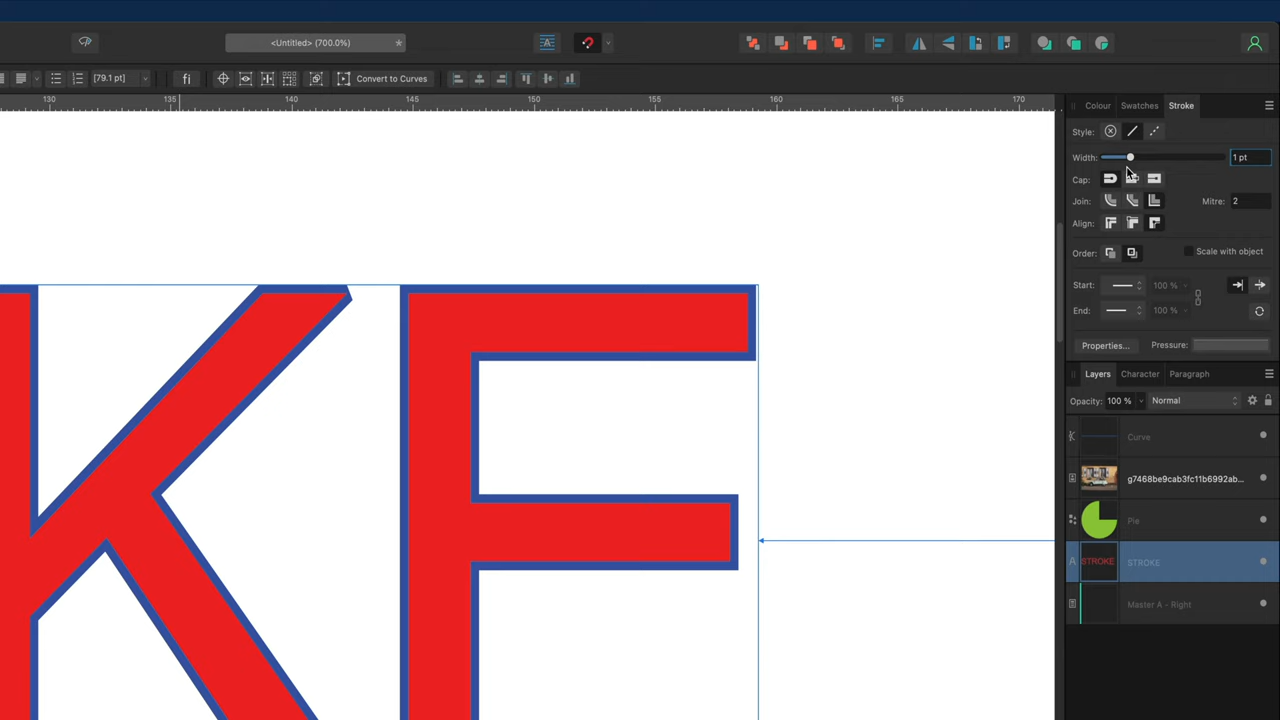 <Untitled> (700.0%)
*
[79.1 pt]
fi
Convert to Curves
130
135
140
145
150
155
160
165
170
Colour
Swatches
Stroke
Style:
Width:
1 pt
Cap:
Join:
Mitre:
2
Align:
Order:
Scale with object
Start:
100 %
End:
100 %
Properties...
Pressure:
Layers
Character
Paragraph
Opacity:
100 %
Normal
Curve
g7468be9cab3fc11b6992ab...
Pie
A
STROKE
STROKE
Master A - Right
KE